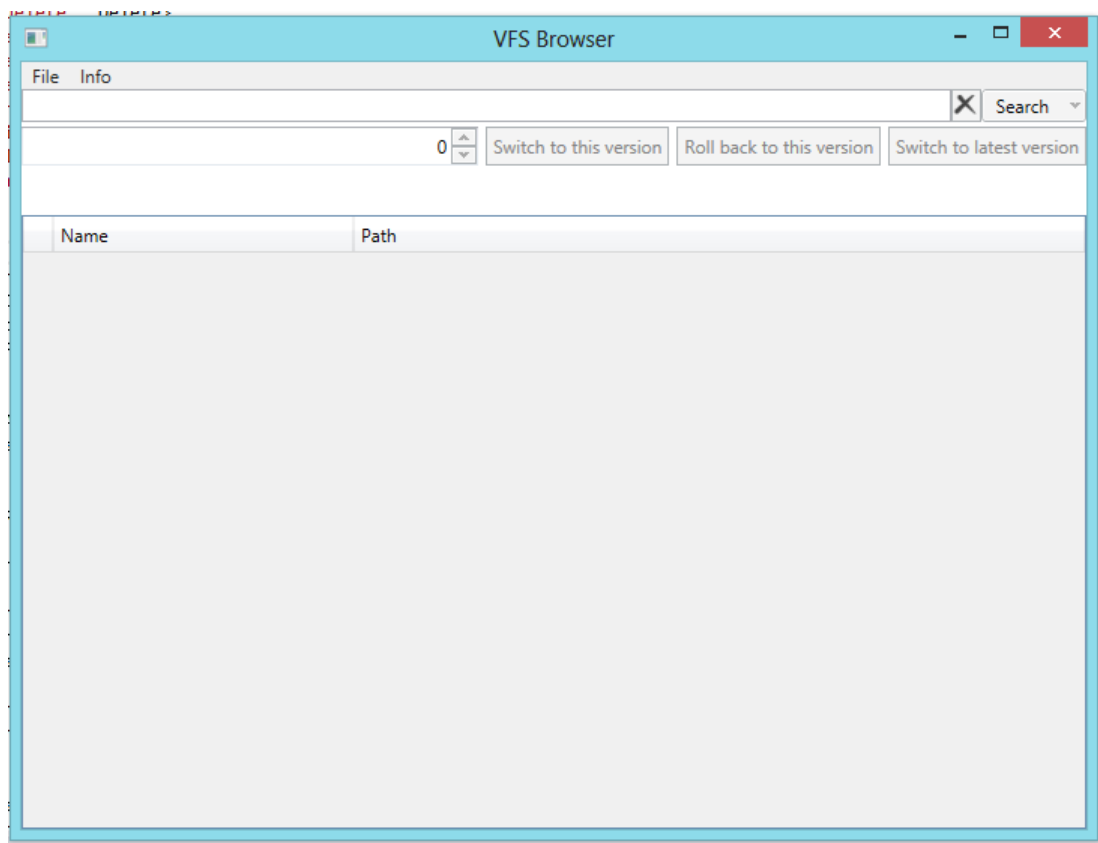 VFS Browser
File Info
Search
0 Switch to this version Roll back to this version Switch to latest version
Name Path